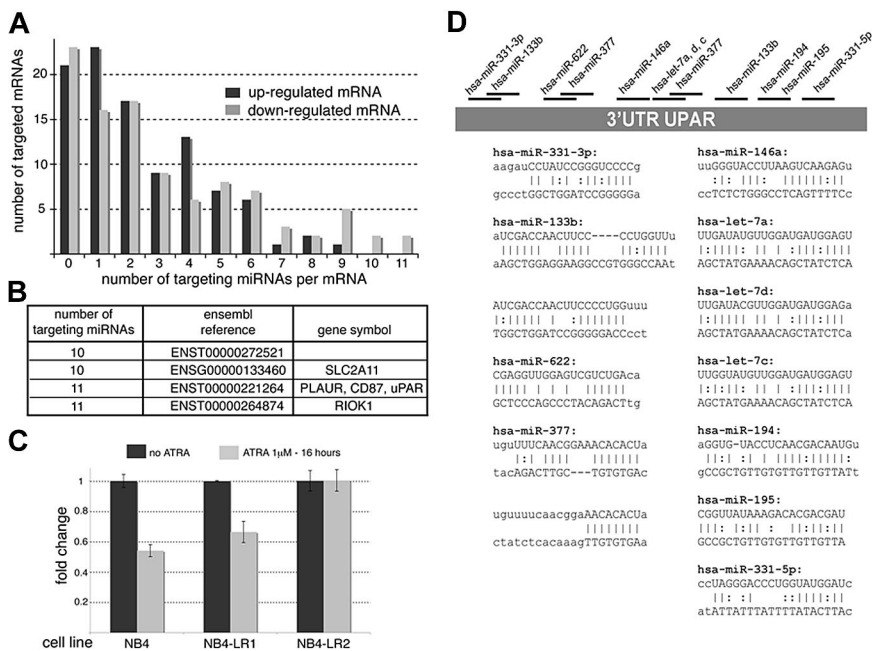 A
number of targeted mRNAs
20
15
10
5
up-regulated mRNA
down-regulated mRNA
0 1 2 3 4 5 6 7 8 9 10 11
number of targeting miRNAs per mRNA
B
number of targeting miRNAs
ensembl reference
gene symbol
10 ENST00000272521
10 ENSG00000133460 SLC2A11
11 ENST00000221264 PLAUR, CD87, uPAR
11 ENST00000264874 RIOK1
C
no ATRA
ATRA 1µM - 16 hours
fold change
1
0.8
0.6
0.4
0.2
cell line NB4 NB4-LR1 NB4-LR2
D
hsa-miR-331-3p
hsa-miR-133b
hsa-miR-622
hsa-miR-377
hsa-miR-146a
hsa-let-7a, d, c
hsa-miR-377
hsa-miR-133b
hsa-miR-194
hsa-miR-195
hsa-miR-331-5p
3'UTR UPAR
hsa-miR-331-3p:
aagauCCUAUCCGGGUCCCCg
gccctGGCTGGATCCGGGGGa
hsa-miR-133b:
aUCGACCAACUUCC----CCUGGUUu
aAGCTGGAGGAAGGCCGTGGGCCAAt
AUCGACCAACUUCCCCUGGuuu
TGGCTGGATCCGGGGGACCcct
hsa-miR-622:
CGAGGUUGGAGUCGUCUGaca
GCTCCCAGCCCTACAGACTtg
hsa-miR-377:
uguUUUCAACGGAAACACACUa
tacAGACTTGC---TGTGTGAc
uguuuucaacggaAACACACUa
ctatctcacaaagTTGTGTGAa
hsa-miR-146a:
uuGGGUACCUUAAGUCAAGAGu
ccTCTCTGGGCCTCAGTTTTCc
hsa-let-7a:
UUGAUAUGUUGGAUGAUGGAGU
AGCTATGAAAACAGCTATCTCA
hsa-let-7d:
UUGAUACGUUGGAUGAUGGAGa
AGCTATGAAAACAGCTATCTCa
hsa-let-7c:
UUGGUAUGUUGGAUGAUGGAGU
AGCTATGAAAACAGCTATCTCA
hsa-miR-194:
aGGUG-UACCUCAACGACAAUGu
gCCGCTGTTGTGTTGTTGTTATt
hsa-miR-195:
CGGUUAUAAAGACACGACGAU
GCCGCTGTTGTGTTGTTGTTA
hsa-miR-331-5p:
ccUAGGGACCCUGGUAUGGAUc
atATTATTTATTTTATACTTAc